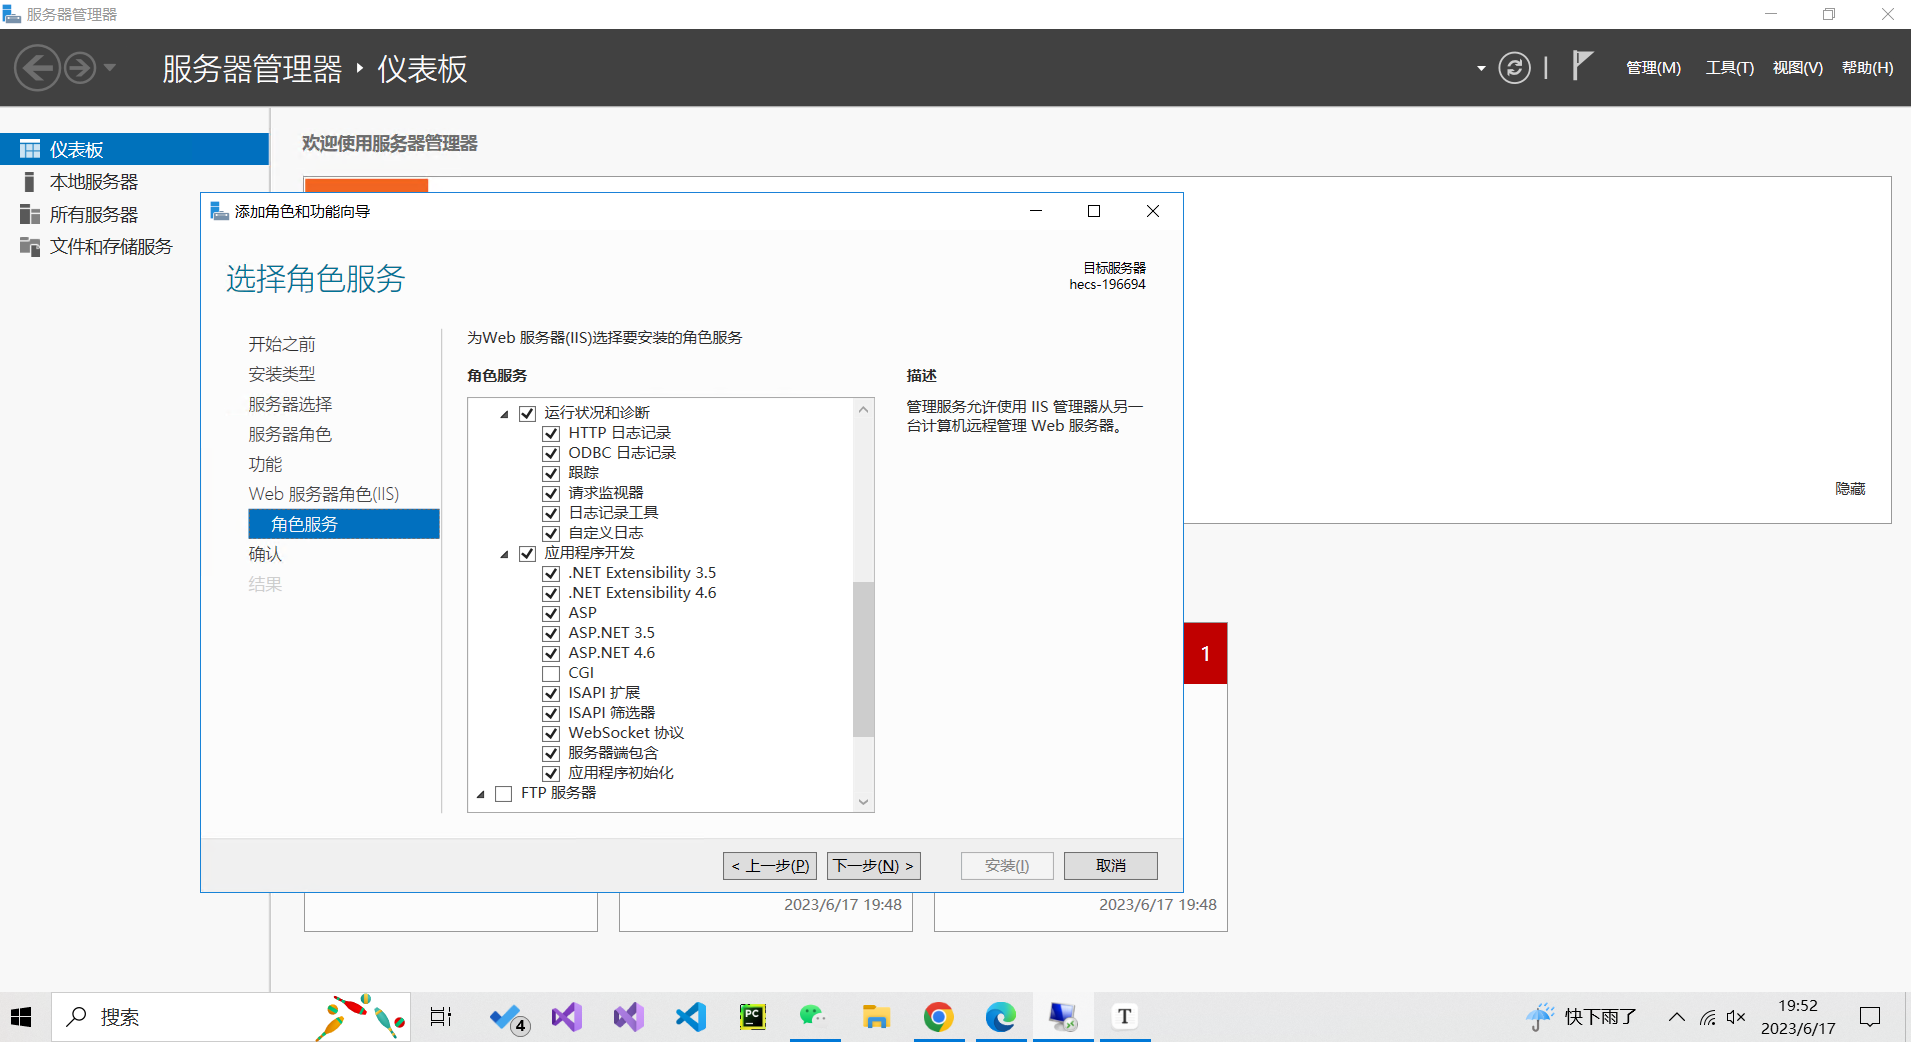 服务器管理器
服务器管理器 仪表板
管理(M) 工具(T) 视图(V) 帮助(H)
仪表板
本地服务器
所有服务器
文件和存储服务
欢迎使用服务器管理器
添加角色和功能向导
选择角色服务
目标服务器
hecs-196694
开始之前
安装类型
服务器选择
服务器角色
功能
Web 服务器角色(IIS)
角色服务
确认
结果
为Web 服务器(IIS)选择要安装的角色服务
角色服务
运行状况和诊断
HTTP 日志记录
ODBC 日志记录
跟踪
请求监视器
日志记录工具
自定义日志
应用程序开发
.NET Extensibility 3.5
.NET Extensibility 4.6
ASP
ASP.NET 3.5
ASP.NET 4.6
CGI
ISAPI 扩展
ISAPI 筛选器
WebSocket 协议
服务器端包含
应用程序初始化
FTP 服务器
描述
管理服务允许使用 IIS 管理器从另一
台计算机远程管理 Web 服务器。
隐藏
1
< 上一步(P) 下一步(N) > 安装(I) 取消
2023/6/17 19:48
2023/6/17 19:48
搜索
4
PC
T
快下雨了
19:52
2023/6/17